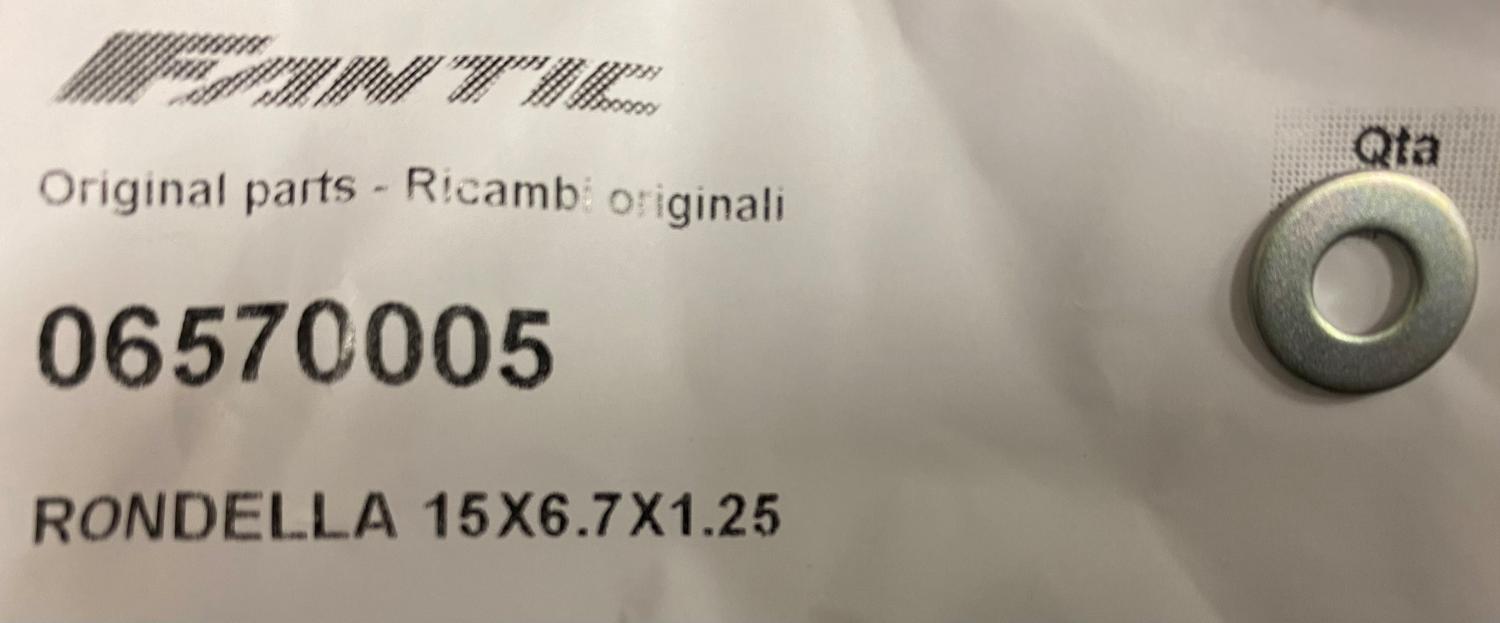 FANTIC
Original parts - Ricambi originali
Qta
06570005
RONDELLA 15X6.7X1.25